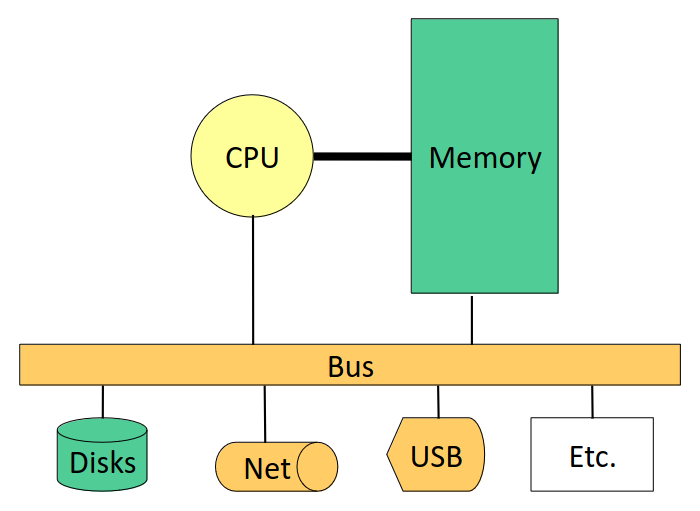 CPU
Memory
Bus
Disks
Net
USB
Etc.